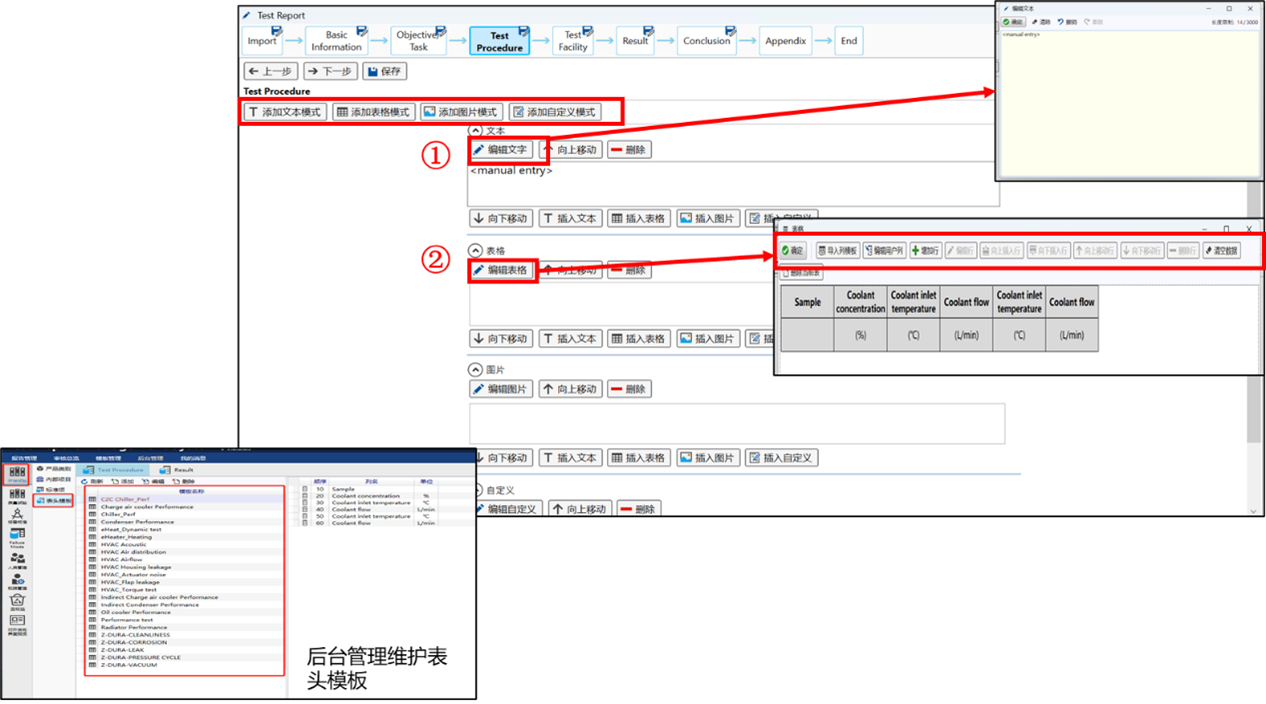 Test Report
Import
Basic Information
Objective/ Task
Test Procedure
Test Facility
Result
Conclusion
Appendix
End
上一步 下一步 保存
Test Procedure
添加文本模式 添加表格模式 添加图片模式 添加自定义模式
文本
① 编辑文字 向上移动 删除
<manual entry>
向下移动 插入文本 插入表格 插入图片 插入自定义
② 表格
编辑表格 向上移动 删除
向下移动 插入文本 插入表格 插入图片 插
图片
编辑图片 向上移动 删除
向下移动 插入文本 插入表格 插入图片 插入自定义
自定义
编辑自定义 向上移动 删除
编辑文本
确定 清除 撤销
长度限制: 14/3000
<manual entry>
表格
确定 导入列模板 编辑用户列 增加行 编辑行 向上插入行 向下插入行 向上移动行 向下移动行 删除行 清空数据
删除当前表
Sample Coolant concentration Coolant inlet temperature Coolant flow Coolant inlet temperature Coolant flow
(%) (℃) (L/min) (℃) (L/min)
报告管理 审核总览 模板管理 后台管理 我的消息
产品类别
内部项目
标准项
表头模板
Test Procedure Result
刷新 添加 编辑 删除
模板名称
C2C Chiller_Perf
Charge air cooler Performance
Chiller_Perf
Condenser Performance
eHeat_Dynamic test
eHeater_Heating
HVAC Acoustic
HVAC Air distribution
HVAC Airflow
HVAC Housing leakage
HVAC_Actuator noise
HVAC_Flap leakage
HVAC_Torque test
Indirect Charge air cooler Performance
Indirect Condenser Performance
Oil cooler Performance
Performance test
Radiator Performance
Z-DURA-CLEANLINESS
Z-DURA-CORROSION
Z-DURA-LEAK
Z-DURA-PRESSURE CYCLE
Z-DURA-VACUUM
顺序 列名 单位
10 Sample
20 Coolant concentration %
30 Coolant inlet temperature ℃
40 Coolant flow L/min
50 Coolant inlet temperature ℃
60 Coolant flow L/min
后台管理维护表
头模板